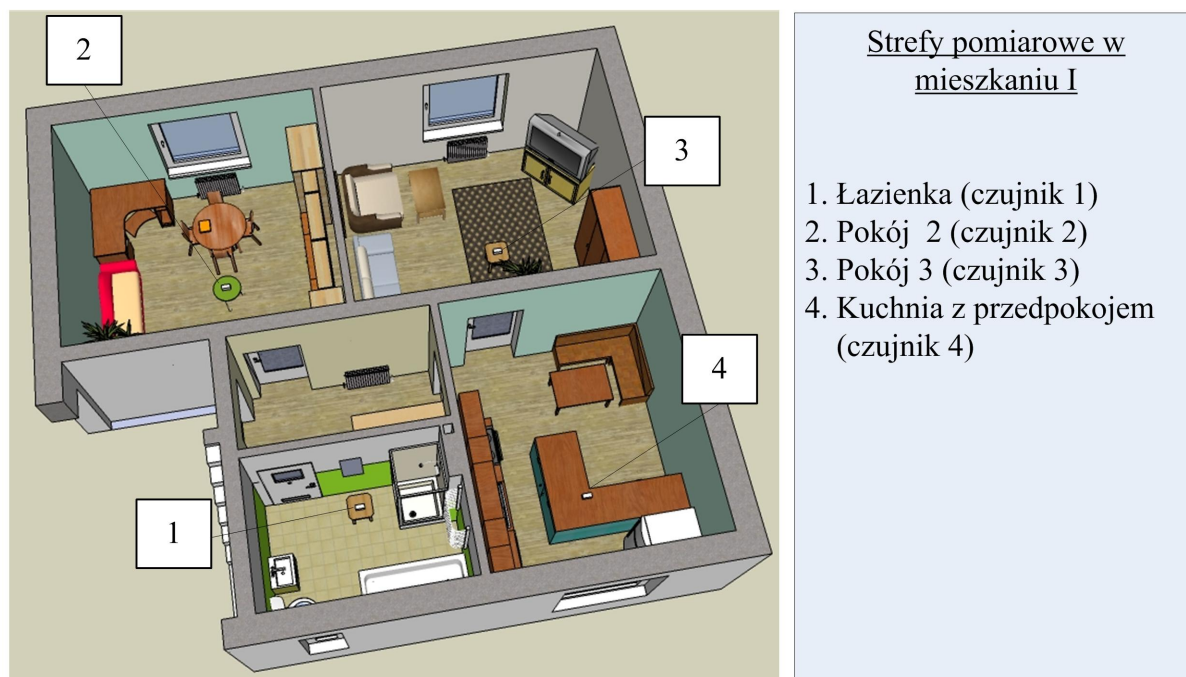 2
3
4
1
Strefy pomiarowe w
mieszkaniu I
1. Łazienka (czujnik 1)
2. Pokój  2 (czujnik 2)
3. Pokój 3 (czujnik 3)
4. Kuchnia z przedpokojem
(czujnik 4)